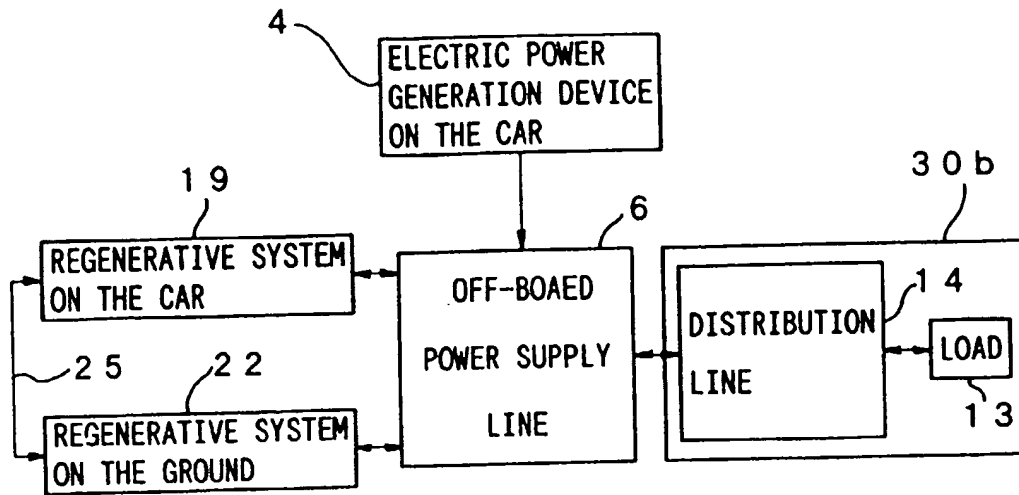 4
ELECTRIC POWER
GENERATION DEVICE
ON THE CAR
19
REGENERATIVE SYSTEM
ON THE CAR
6
OFF-BOAED
POWER SUPPLY
LINE
30b
DISTRIBUTION
LINE
14
LOAD
13
25
22
REGENERATIVE SYSTEM
ON THE GROUND